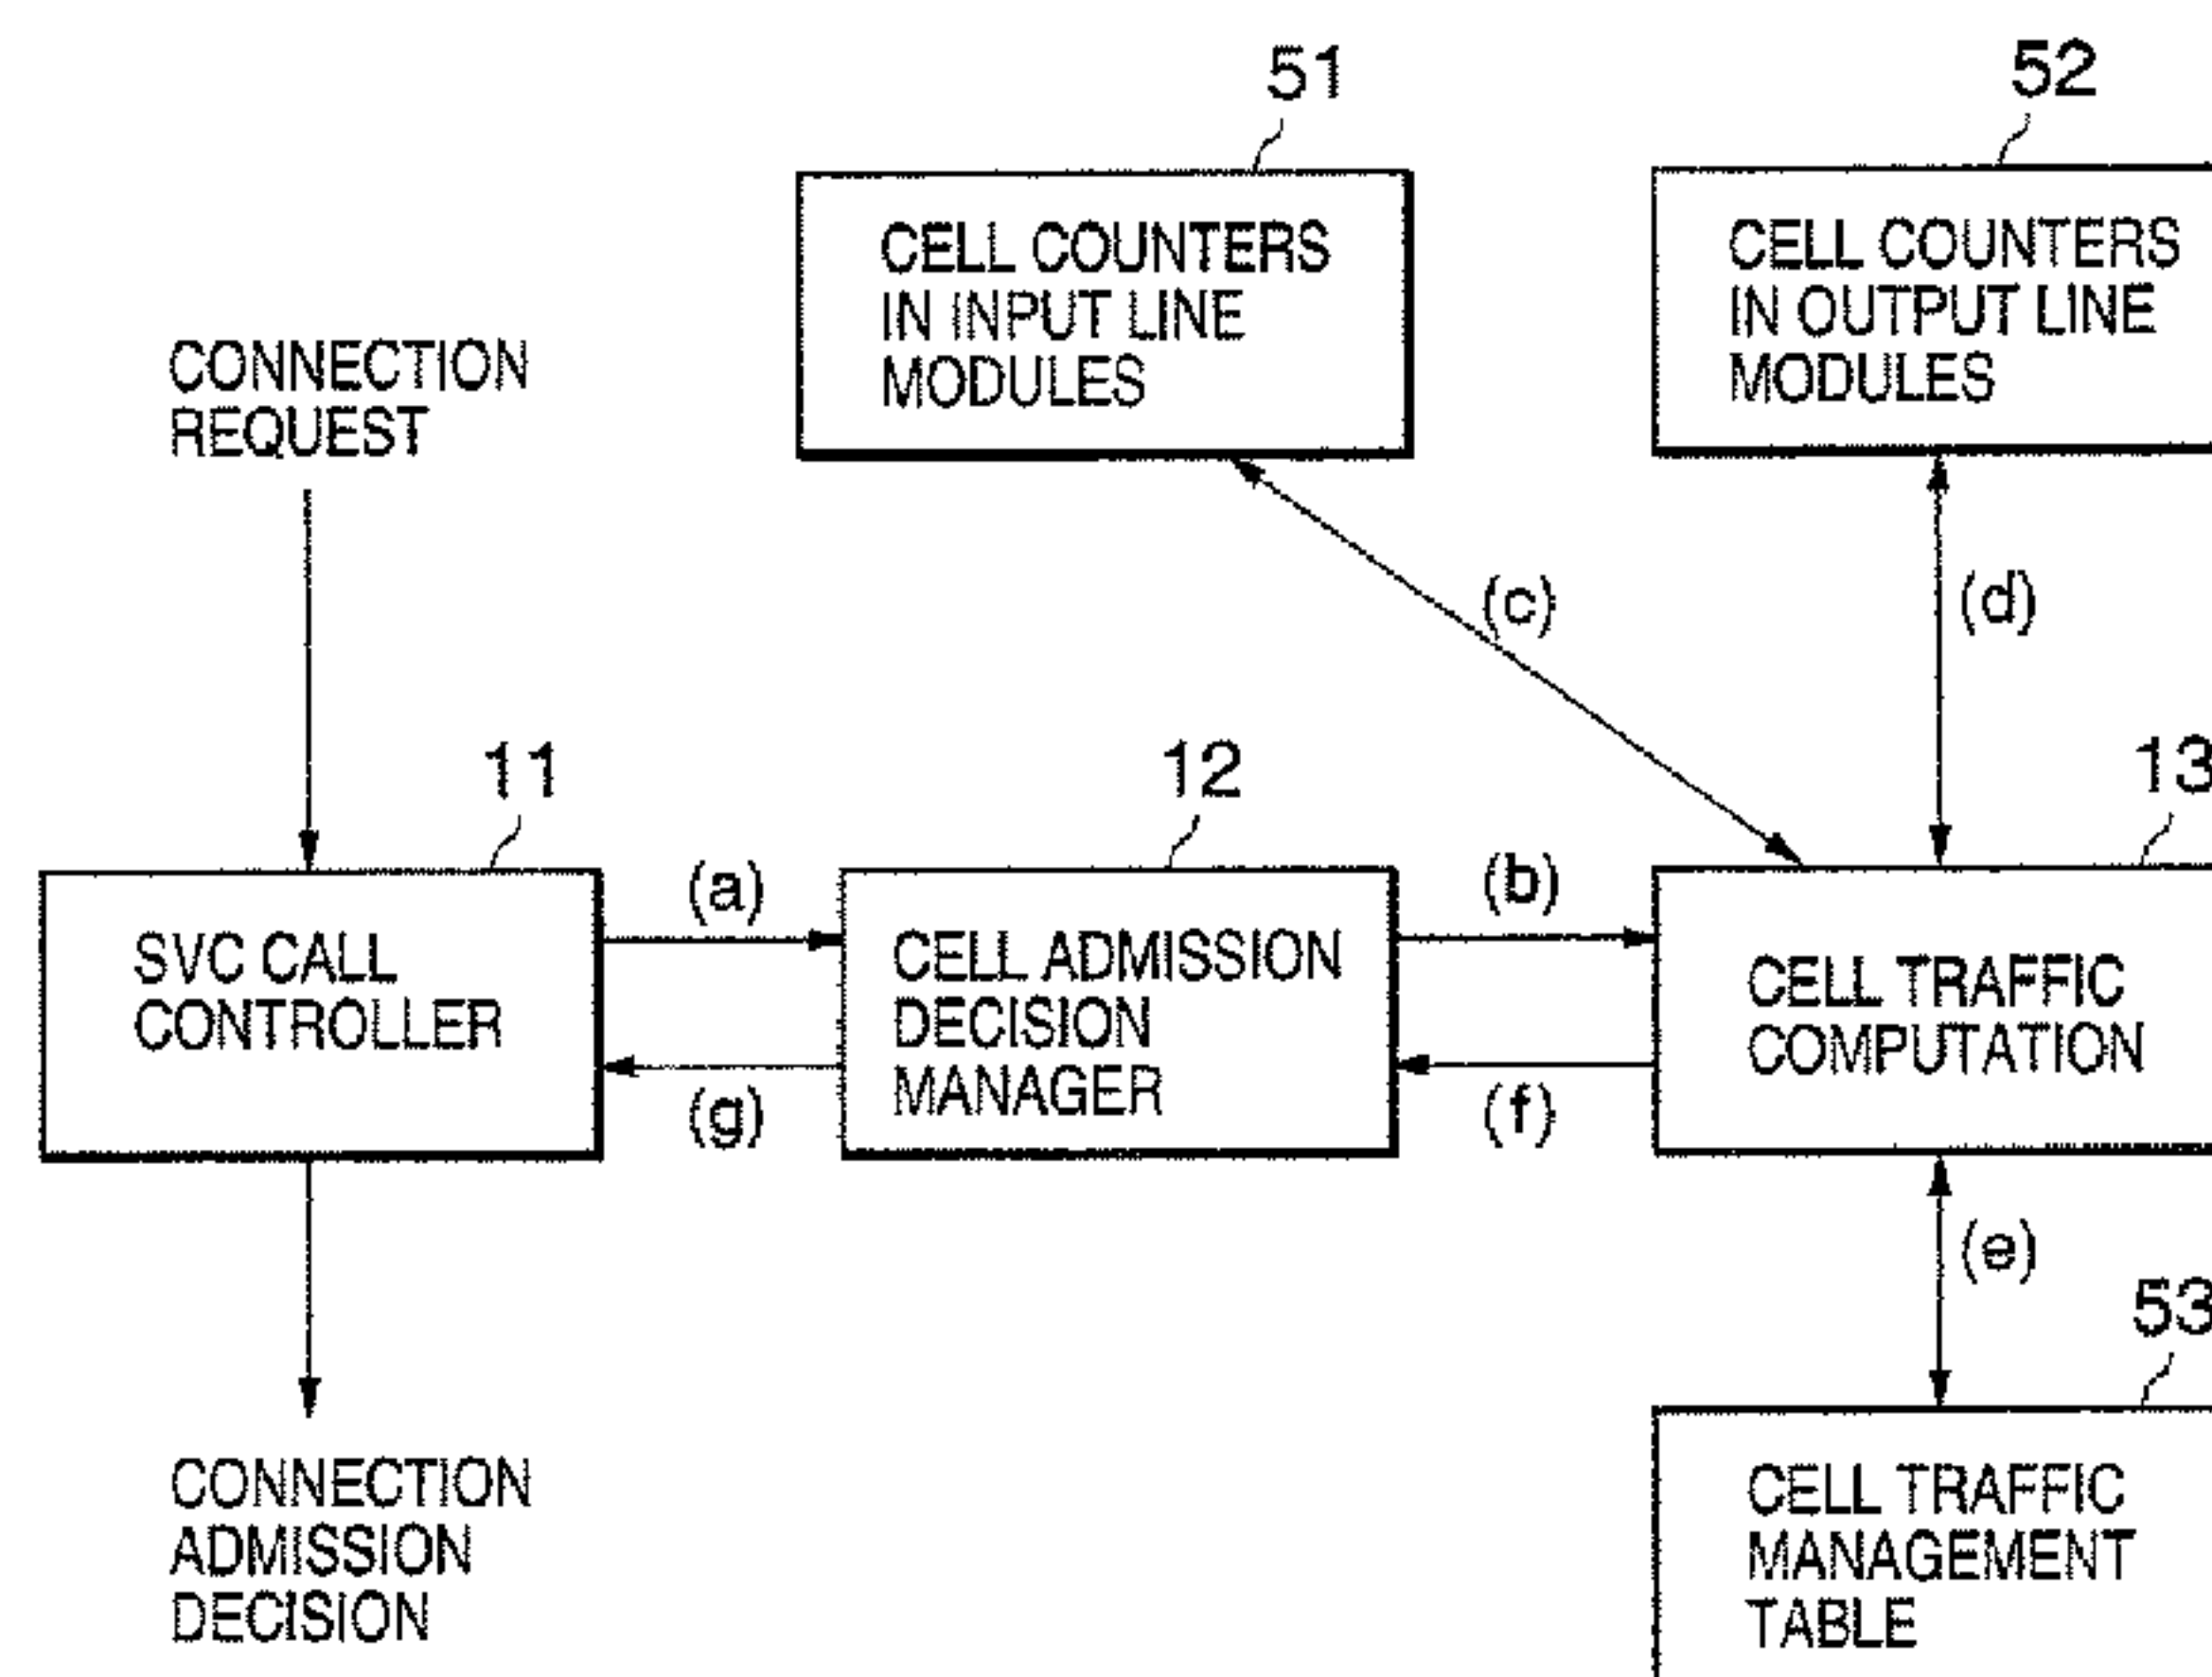 51
52
CELL COUNTERS
IN INPUT LINE
MODULES
CELL COUNTERS
IN OUTPUT LINE
MODULES
CONNECTION
REQUEST
(c)
(d)
11
12
13
(a)
(b)
SVC CALL
CONTROLLER
CELL ADMISSION
DECISION
MANAGER
CELL TRAFFIC
COMPUTATION
(g)
(f)
(e)
53
CONNECTION
ADMISSION
DECISION
CELL TRAFFIC
MANAGEMENT
TABLE